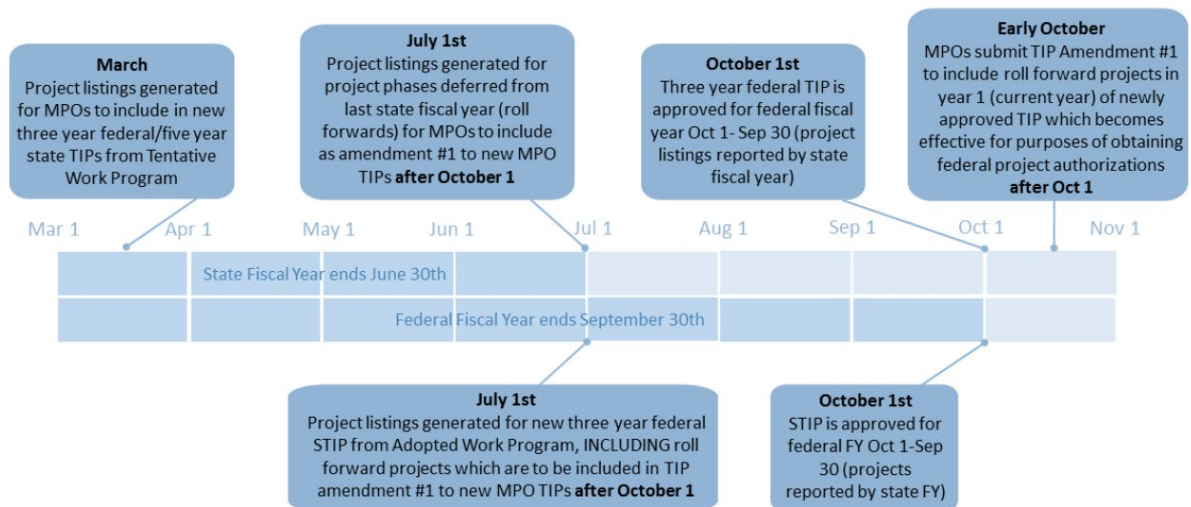 March
Project listings generated
for MPOs to include in new
three year federal/five year
state TIPs from Tentative
Work Program
July 1st
Project listings generated for
project phases deferred from
last state fiscal year (roll
forwards) for MPOs to include
as amendment #1 to new MPO
TIPs after October 1
October 1st
Three year federal TIP is
approved for federal fiscal
year Oct 1- Sep 30 (project
listings reported by state
fiscal year)
Early October
MPOs submit TIP Amendment #1
to include roll forward projects in
year 1 (current year) of newly
approved TIP which becomes
effective for purposes of obtaining
federal project authorizations
after Oct 1
Mar 1
Apr 1
May 1
Jun 1
Jul 1
Aug 1
Sep 1
Oct 1
Nov 1
State Fiscal Year ends June 30th
Federal Fiscal Year ends September 30th
July 1st
Project listings generated for new three year federal
STIP from Adopted Work Program, INCLUDING roll
forward projects which are to be included in TIP
amendment #1 to new MPO TIPs after October 1
October 1st
STIP is approved for
federal FY Oct 1-Sep
30 (projects
reported by state FY)